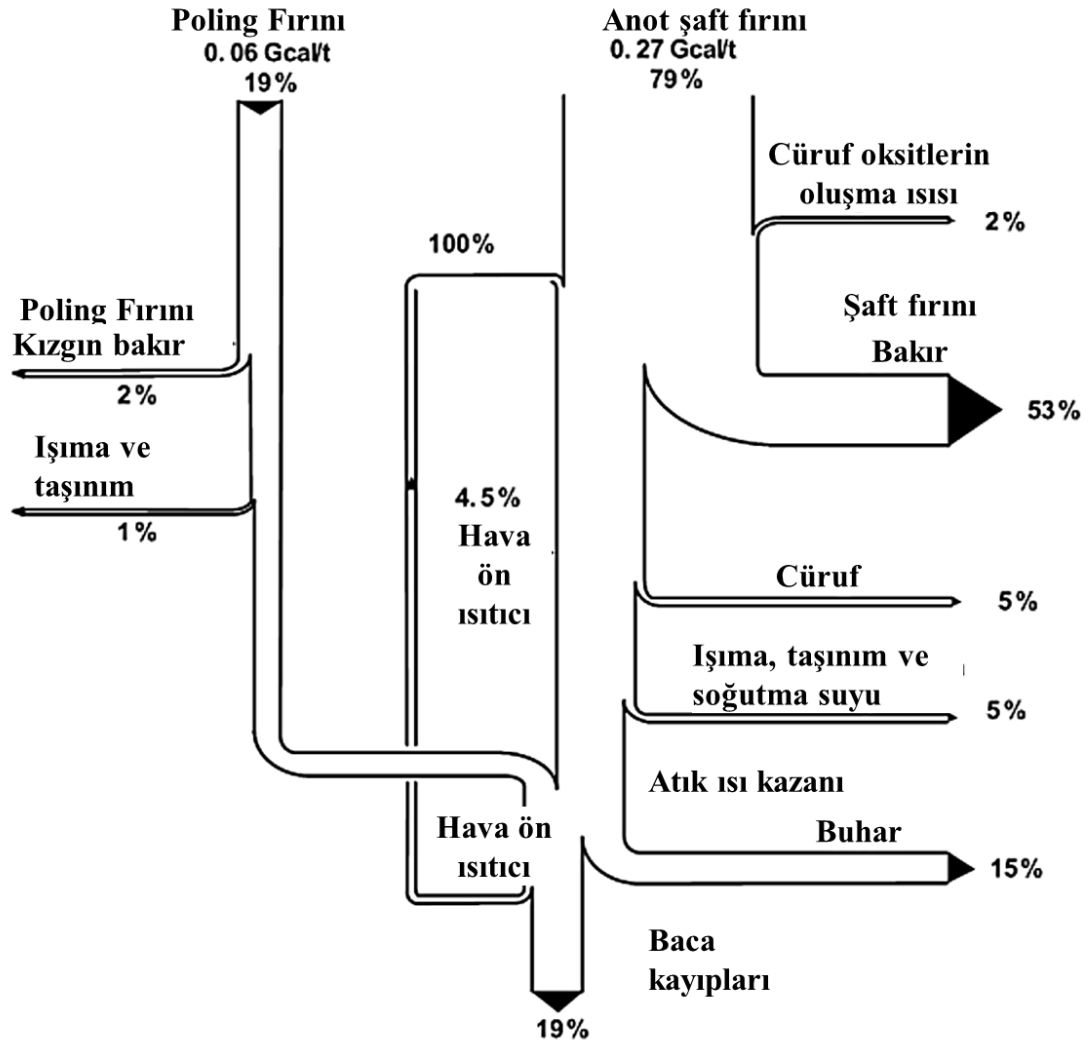 Poling Fırını
0.06 Gcal/t
19%
Anot şaft fırını
0.27 Gcal/t
79%
Cüruf oksitlerin
oluşma ısısı
2%
100%
Poling Fırını
Kızgın bakır
2%
Şaft fırını
Bakır
53%
Işıma ve
taşınım
1%
4.5%
Hava
ön
ısıtıcı
Cüruf
5%
Işıma, taşınım ve
soğutma suyu
5%
Atık ısı kazanı
Buhar
15%
Hava ön
ısıtıcı
Baca
kayıpları
19%